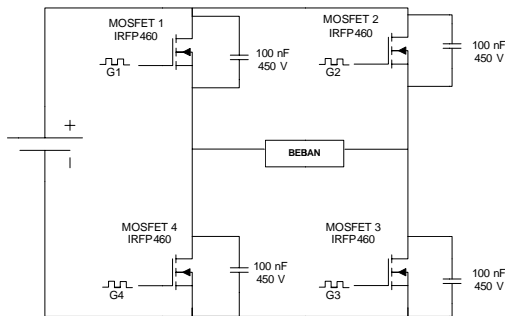 MOSFET 1
IRFP460
G1
100 nF
450 V
MOSFET 2
IRFP460
G2
100 nF
450 V
+
BEBAN
MOSFET 4
IRFP460
G4
100 nF
450 V
MOSFET 3
IRFP460
G3
100 nF
450 V